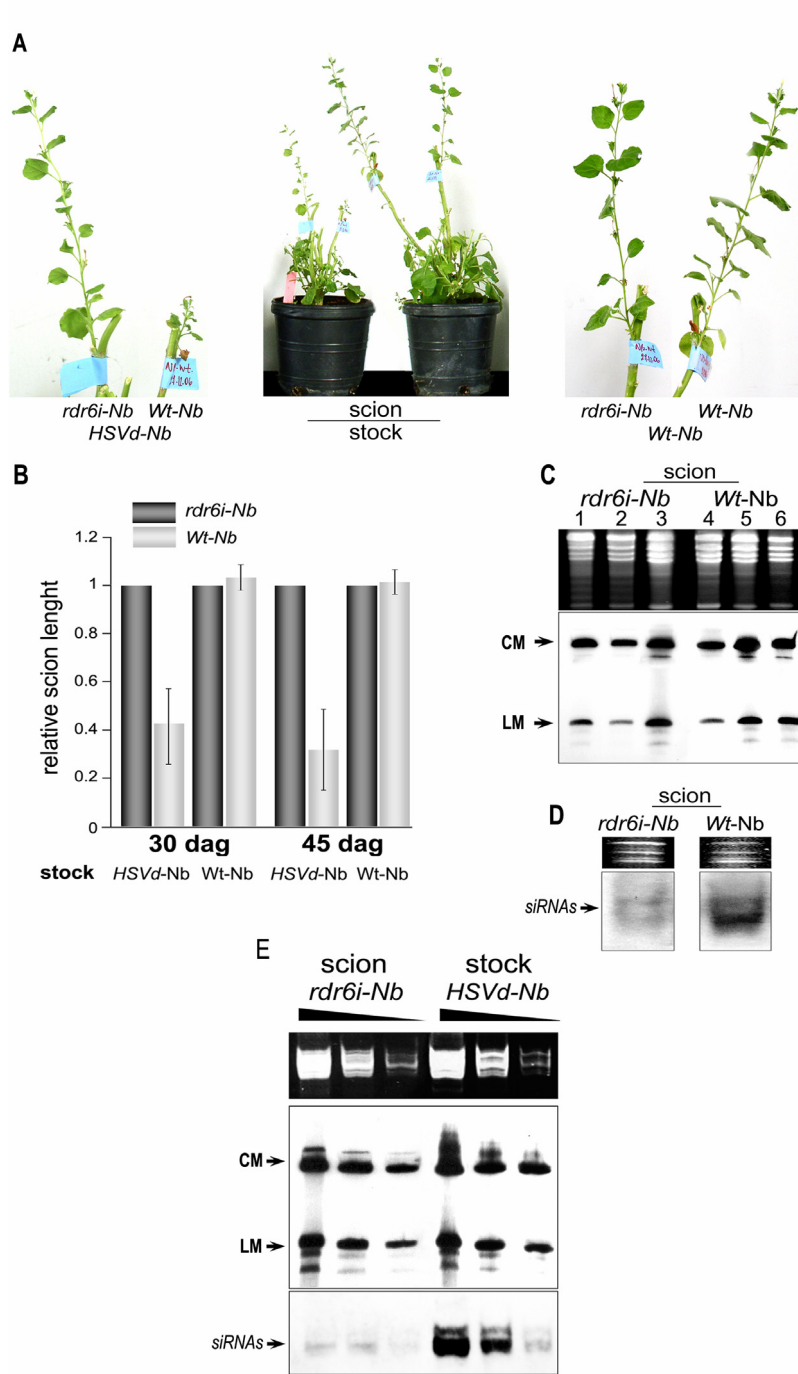 A
Nb.wt.
rdr6i-Nb Wt-Nb
HSVd-Nb
scion
stock
rdr6i-Nb Wt-Nb
Wt-Nb
B
rdr6i-Nb
Wt-Nb
relative scion lenght
1.2
1
0.8
0.6
0.4
0.2
0
30 dag 45 dag
stock HSVd-Nb Wt-Nb HSVd-Nb Wt-Nb
C
scion
rdr6i-Nb Wt-Nb
1 2 3 4 5 6
CM
LM
D
scion
rdr6i-Nb Wt-Nb
siRNAs
E
scion stock
rdr6i-Nb HSVd-Nb
CM
LM
siRNAs